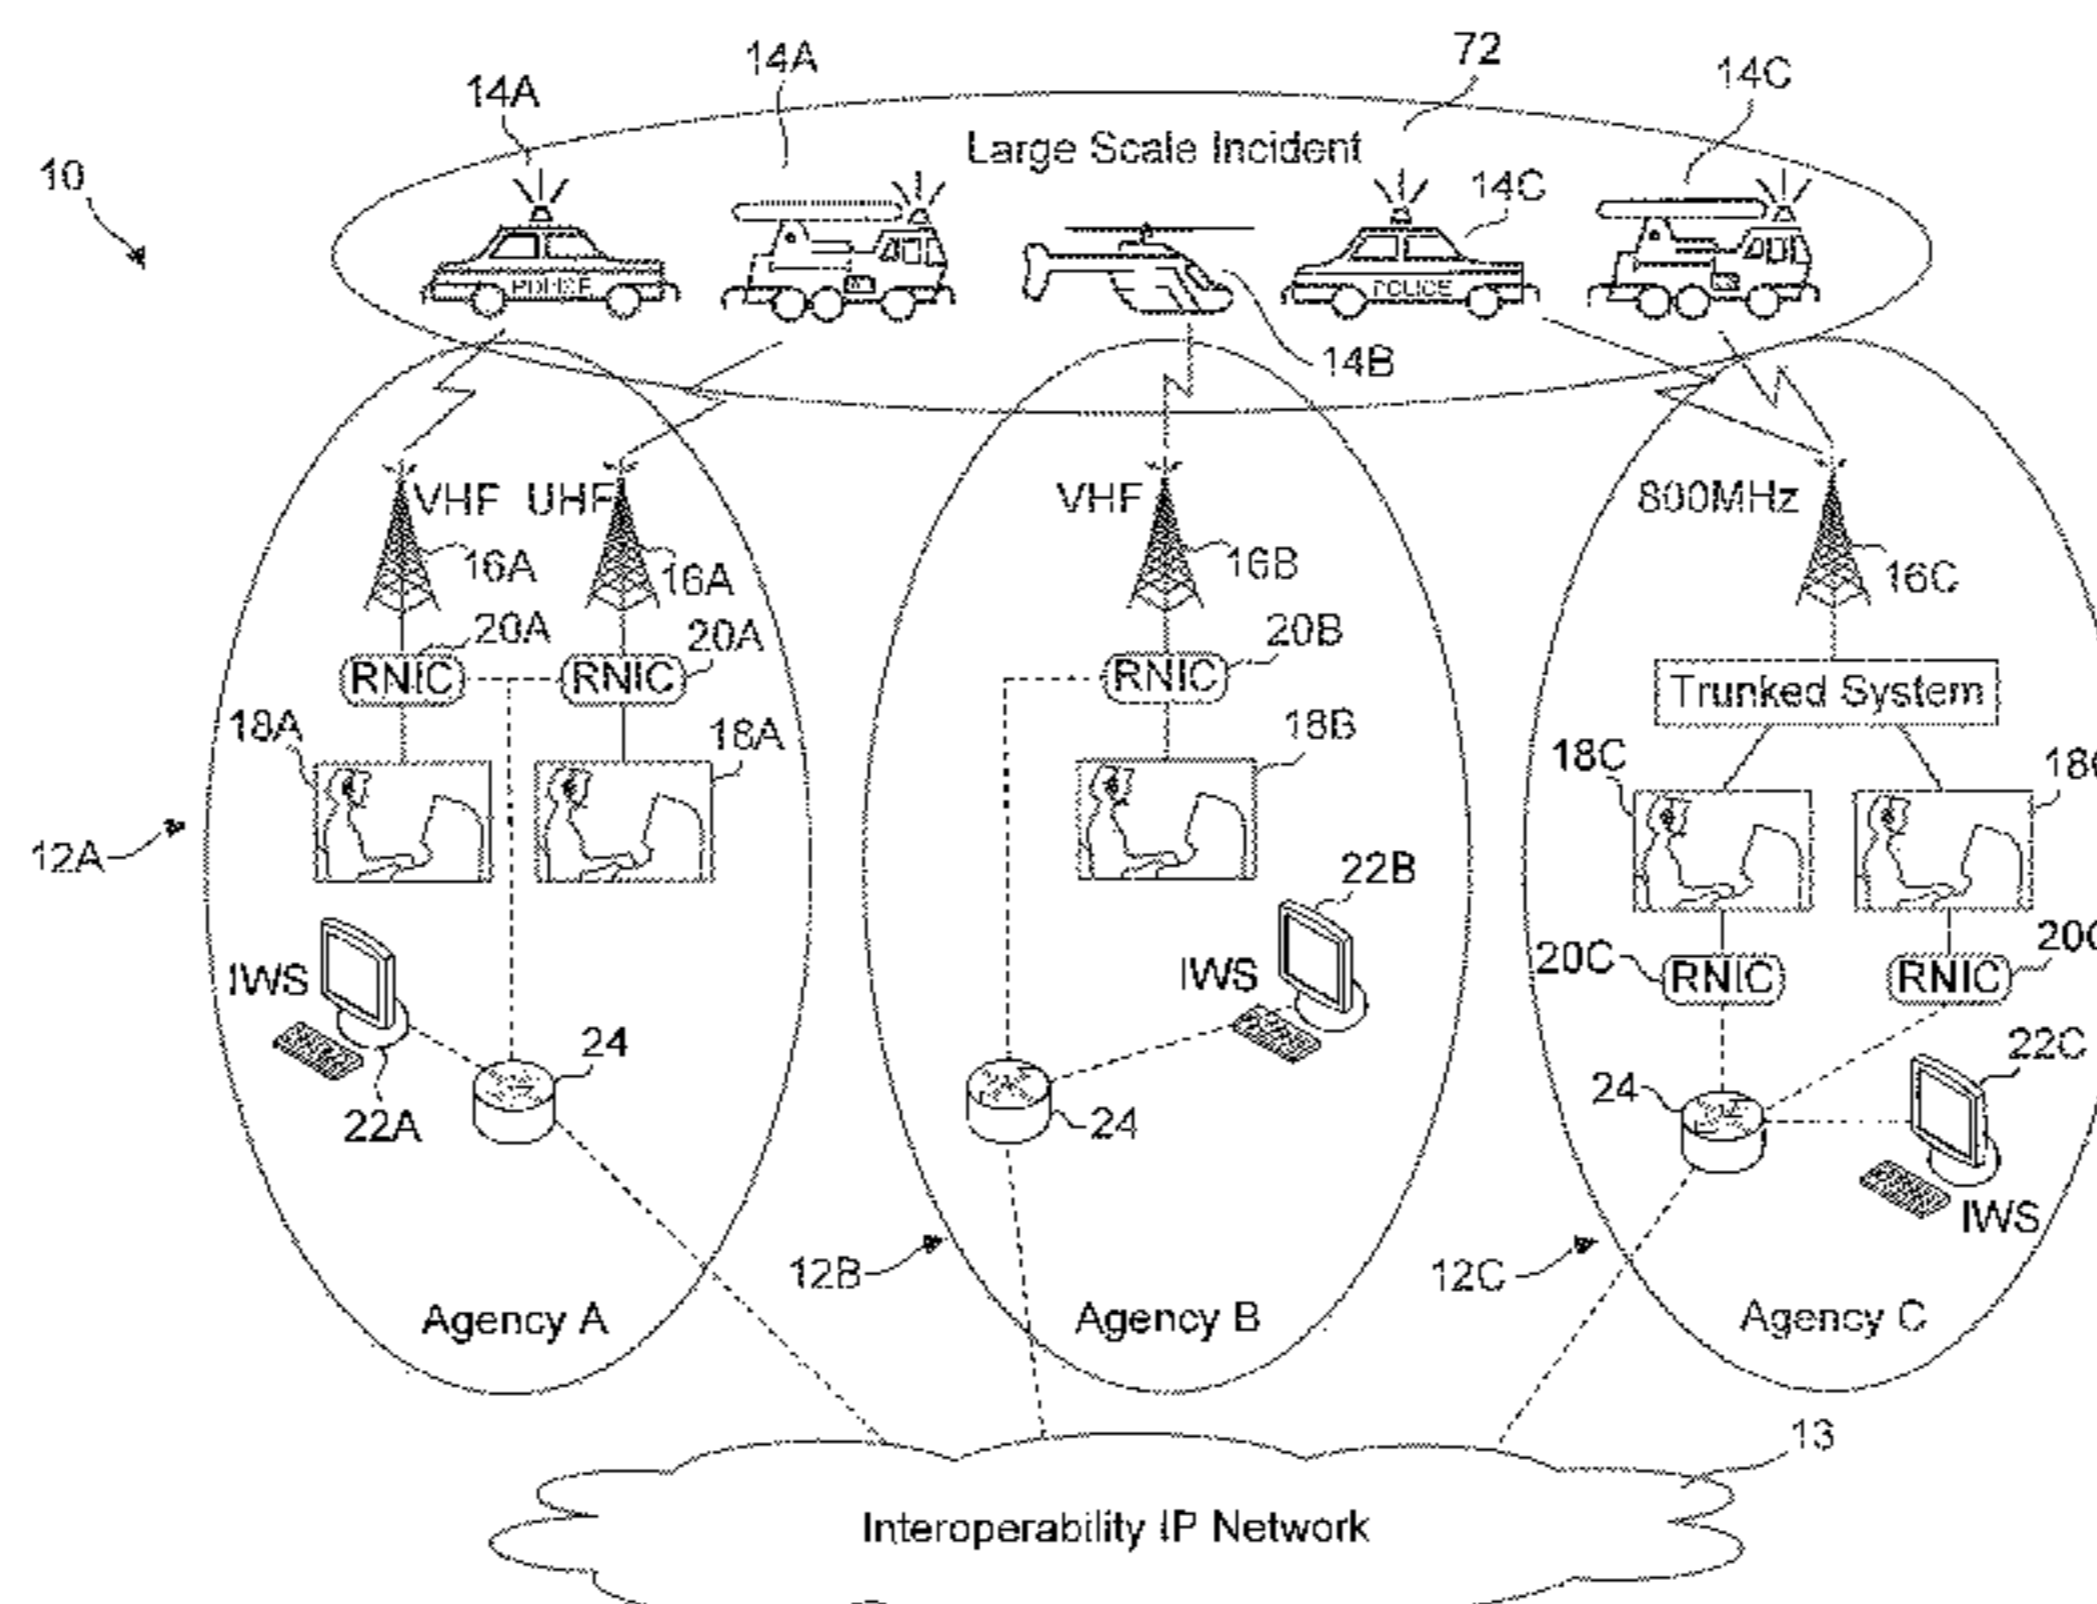 72
14A
14A
14C
10
Large Scale Incident
14C
POLICE
POLICE
14B
VHF UHF
VHF
800MHz
16A
16A
16B
16C
20A
20A
20B
RNIC
RNIC
RNIC
Trunked System
18A
18A
18B
18C
12A
22B
IWS
IWS
20C
RNIC
RNIC
24
22C
22A
24
24
IWS
12B
12C
Agency A
Agency B
Agency C
13
Interoperability IP Network